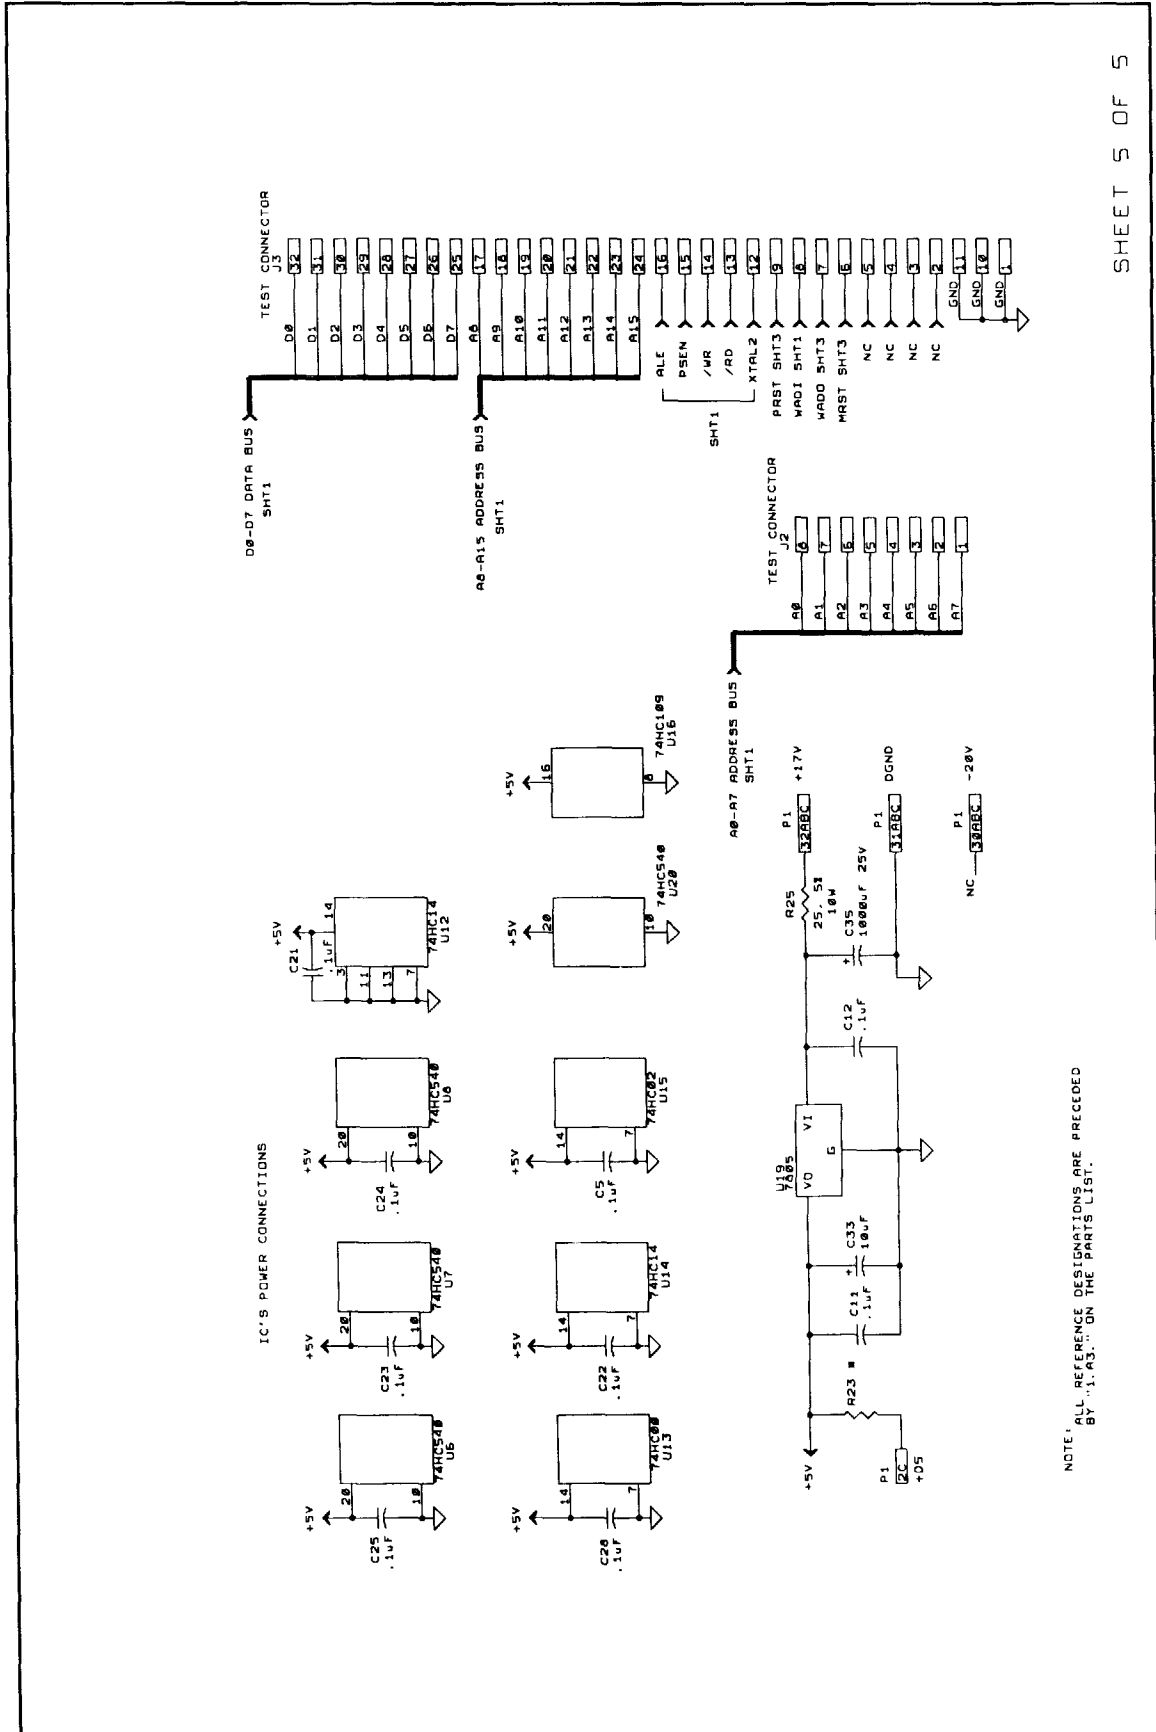 IC'S POWER CONNECTIONS
+5V
20
10
C25
.1uF
74HC540
U6
+5V
20
10
C23
.1uF
74HC540
U7
+5V
20
10
C24
.1uF
74HC540
U8
+5V
14
C21
.1uF
3
11
13
7
74HC14
U12
+5V
14
7
C28
.1uF
74HC00
U13
+5V
14
7
C22
.1uF
74HC14
U14
+5V
14
7
C5
.1uF
74HC02
U15
+5V
20
10
74HC540
U20
+5V
16
8
74HC109
U16
+5V
P1
2C
+D5
R23 *
C11
.1uF
C33
+
10uF
U19
7805
VO
VI
G
C12
.1uF
+
C35
1000uF 25V
R25
25, 5%
10W
P1
32ABC
+17V
P1
31ABC
DGND
P1
30ABC
-20V
NC
D0-D7 DATA BUS
SHT1
TEST CONNECTOR
J3
D0 32
D1 31
D2 30
D3 29
D4 28
D5 27
D6 26
D7 25
A8-A15 ADDRESS BUS
SHT1
A8 17
A9 18
A10 19
A11 20
A12 21
A13 22
A14 23
A15 24
SHT1
ALE 16
PSEN 15
/WR 14
/RD 13
XTAL2 12
PRST SHT3 9
WADI SHT1 8
WADO SHT3 7
MRST SHT3 6
NC 5
NC 4
NC 3
NC 2
GND 11
GND 10
GND 1
A0-A7 ADDRESS BUS
SHT1
TEST CONNECTOR
J2
A0 8
A1 7
A2 6
A3 5
A4 4
A5 3
A6 2
A7 1
NOTE: ALL REFERENCE DESIGNATIONS ARE PRECEDED
BY "1.A3." ON THE PARTS LIST.
SHEET 5 OF 5